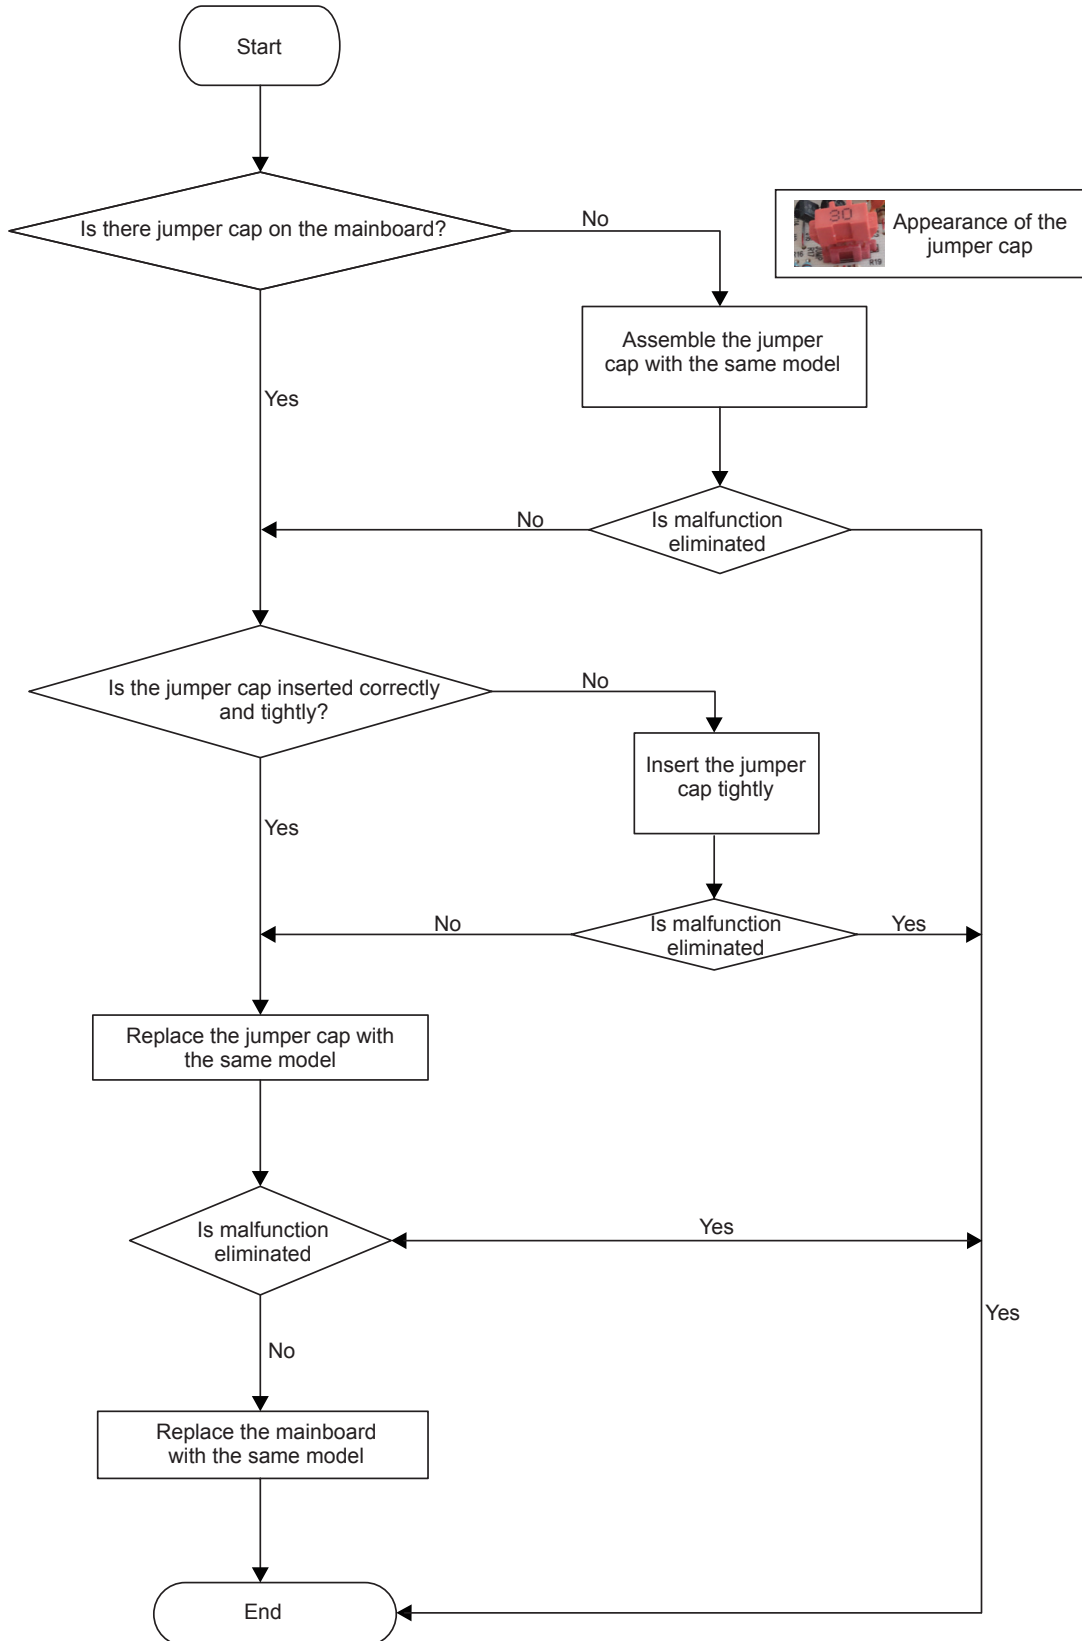 Start
Is there jumper cap on the mainboard?
No
30
Appearance of the
jumper cap
Assemble the jumper
cap with the same model
Yes
No
Is malfunction
eliminated
Is the jumper cap inserted correctly
and tightly?
No
Insert the jumper
cap tightly
Yes
No
Is malfunction
eliminated
Yes
Replace the jumper cap with
the same model
Is malfunction
eliminated
Yes
Yes
No
Replace the mainboard
with the same model
End